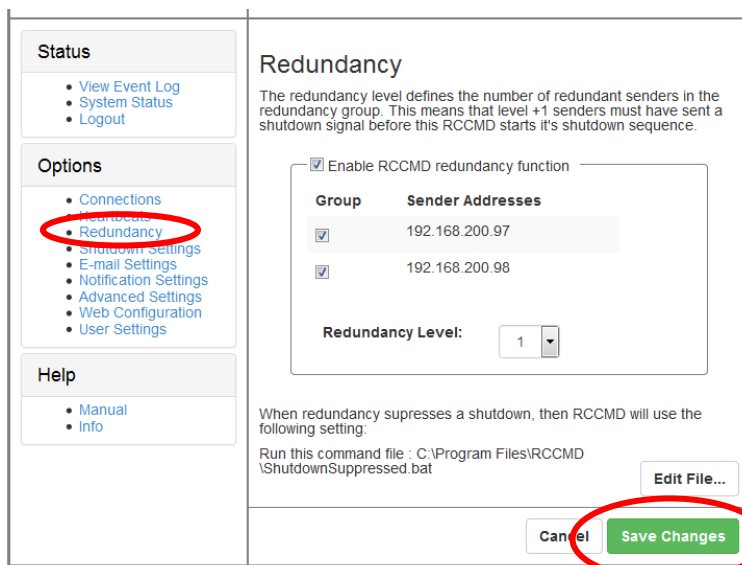 Status
View Event Log
System Status
Logout
Options
Connections
Heartbeats
Redundancy
Shutdown Settings
E-mail Settings
Notification Settings
Advanced Settings
Web Configuration
User Settings
Help
Manual
Info
Redundancy
The redundancy level defines the number of redundant senders in the
redundancy group. This means that level +1 senders must have sent a
shutdown signal before this RCCMD starts it's shutdown sequence.
Enable RCCMD redundancy function
Group Sender Addresses
192.168.200.97
192.168.200.98
Redundancy Level: 1
When redundancy supresses a shutdown, then RCCMD will use the
following setting:
Run this command file : C:\Program Files\RCCMD
\ShutdownSuppressed.bat
Edit File...
Cancel Save Changes